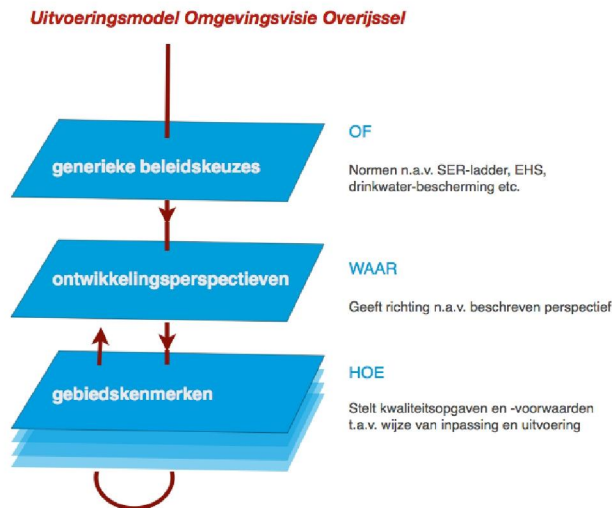 Uitvoeringsmodel Omgevingsvisie Overijssel
generieke beleidskeuzes
OF
Normen n.a.v. SER-ladder, EHS,
drinkwater-bescherming etc.
ontwikkelingsperspectieven
WAAR
Geeft richting n.a.v. beschreven perspectief
gebiedskenmerken
HOE
Stelt kwaliteitsopgaven en -voorwaarden
t.a.v. wijze van inpassing en uitvoering